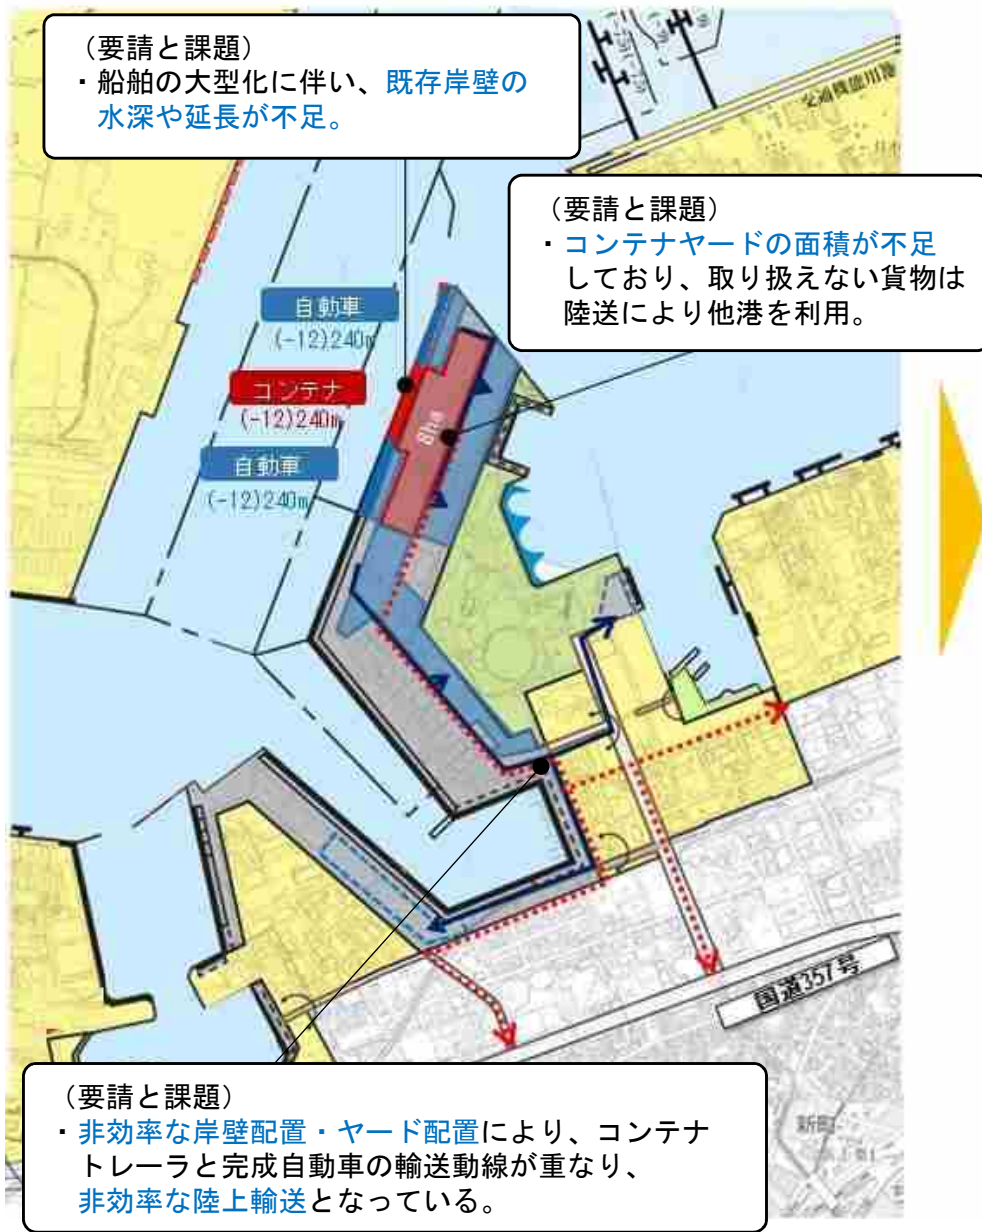 (要請と課題)
・船舶の大型化に伴い、既存岸壁の
水深や延長が不足。
交通機能用地
(要請と課題)
・コンテナヤードの面積が不足
しており、取り扱えない貨物は
陸送により他港を利用。
自動車
(-12)240m
コンテナ
(-12)240m
8ha
自動車
(-12)240m
国道357号
新町
(要請と課題)
・非効率な岸壁配置・ヤード配置により、コンテナ
トレーラと完成自動車の輸送動線が重なり、
非効率な陸上輸送となっている。